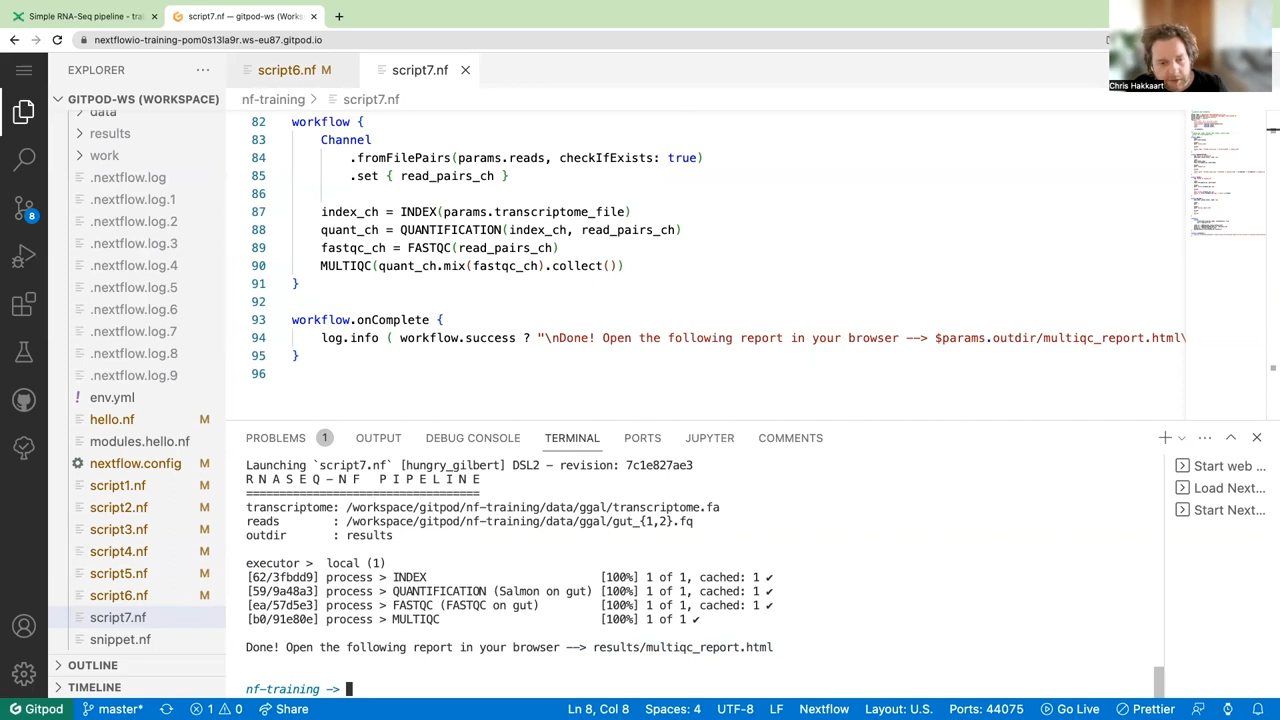 Simple RNA-Seq pipeline - trai
script7.nf — gitpod-ws (Works
nextflowio-training-pom0s13la9r.ws-eu87.gitpod.io
Chris Hakkaart
EXPLORER
script6.nf M
script7.nf
GITPOD-WS (WORKSPACE)
nf-training > script7.nf
data
results
work
.nextflow.log
.nextflow.log.1
.nextflow.log.2
.nextflow.log.3
.nextflow.log.4
.nextflow.log.5
.nextflow.log.6
.nextflow.log.7
.nextflow.log.8
.nextflow.log.9
env.yml
hello.nf M
modules.hello.nf
nextflow.config M
script1.nf M
script2.nf M
script3.nf M
script4.nf M
script5.nf M
script6.nf M
script7.nf
snippet.nf
OUTLINE
TIMELINE
8
82 workflow {
83 Channel
84 .fromFilePairs(params.reads, checkIfExists: true)
85 .set { read_pairs_ch }
86
87 index_ch = INDEX(params.transcriptome_file)
88 quant_ch = QUANTIFICATION(index_ch, read_pairs_ch)
89 fastqc_ch = FASTQC(read_pairs_ch)
90 MULTIQC(quant_ch.mix(fastqc_ch).collect())
91 }
92
93 workflow.onComplete {
94 log.info ( workflow.success ? "\nDone! Open the following report in your browser --> $params.outdir/multiqc_report.html\
95 }
96
PROBLEMS 1 OUTPUT DEBUG CONSOLE TERMINAL PORTS JUPYTER COMMENTS
Launching `script7.nf` [hungry_gilbert] DSL2 - revision: 7c1e827ae3
R N A S E Q - N F   P I P E L I N E
===================================
transcriptome: /workspace/gitpod/nf-training/data/ggal/transcriptome.fa
reads : /workspace/gitpod/nf-training/data/ggal/gut_{1,2}.fq
outdir : results
executor > local (1)
[62/3fbdd9] process > INDEX [100%] 1 of 1, cached: 1 ✔
[59/9a48a3] process > QUANTIFICATION (Salmon on gut) [100%] 1 of 1, cached: 1 ✔
[ea/57d5e3] process > FASTQC (FASTQC on gut) [100%] 1 of 1, cached: 1 ✔
[b0/91e80e] process > MULTIQC [100%] 1 of 1 ✔
Done! Open the following report in your browser --> results/multiqc_report.html
nf-training ->
Start web ...
Load Next...
Start Next...
Gitpod master* 1 0 Share Ln 8, Col 8 Spaces: 4 UTF-8 LF Nextflow Layout: U.S. Ports: 44075 Go Live Prettier